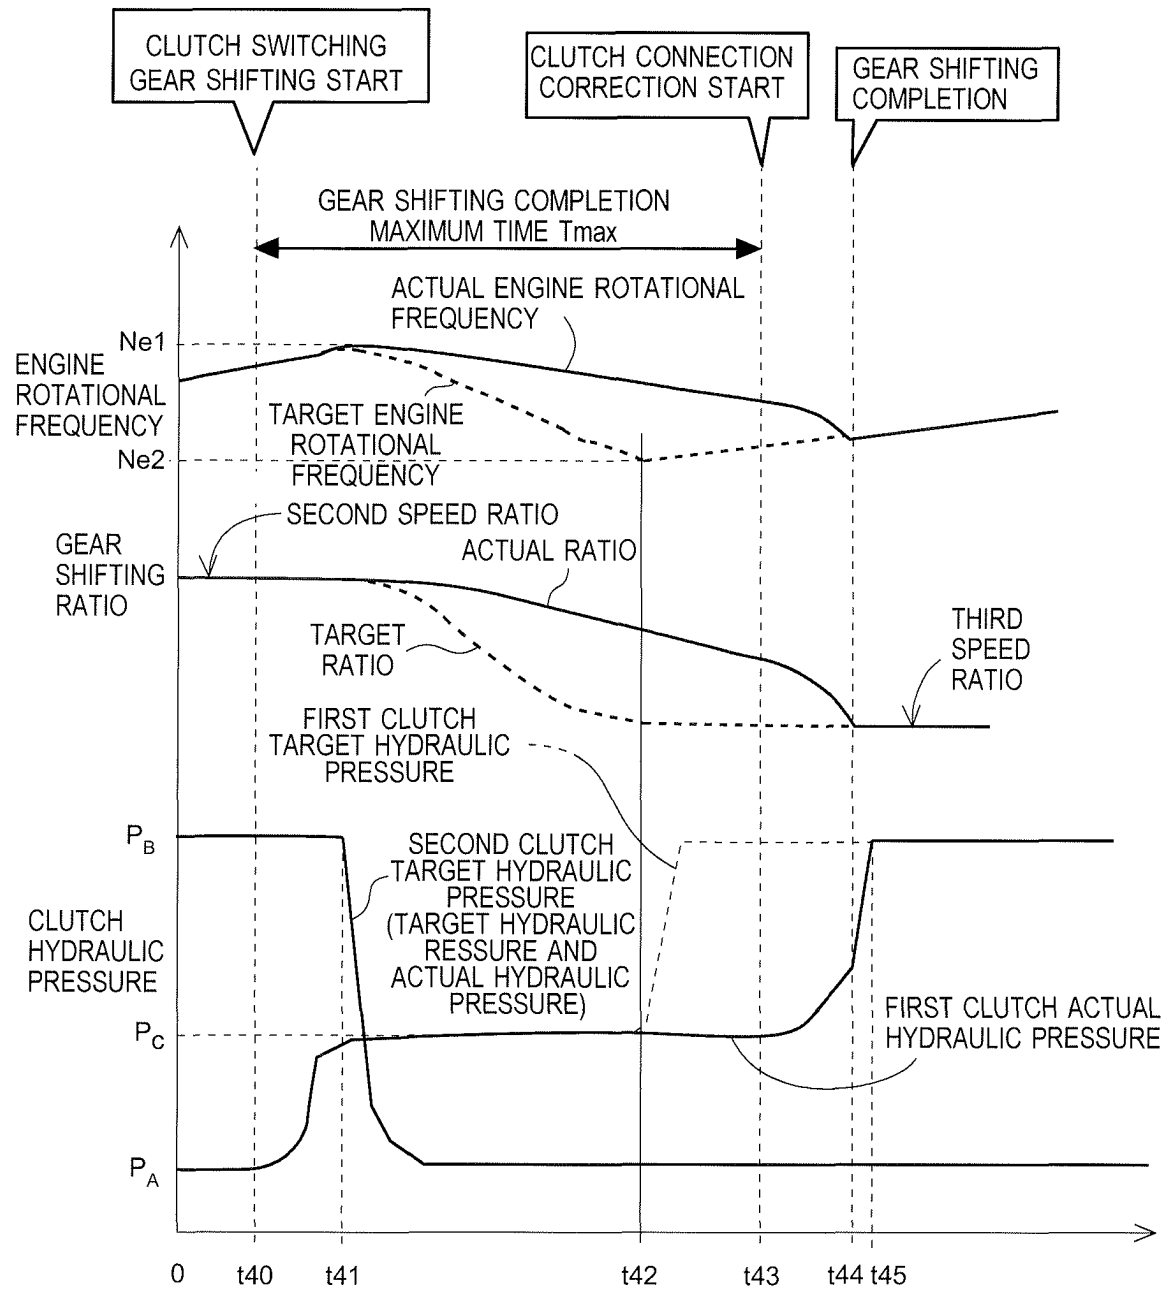 CLUTCH SWITCHING
GEAR SHIFTING START
CLUTCH CONNECTION
CORRECTION START
GEAR SHIFTING
COMPLETION
GEAR SHIFTING COMPLETION
MAXIMUM TIME Tmax
ACTUAL ENGINE ROTATIONAL
FREQUENCY
Ne1
ENGINE
ROTATIONAL
FREQUENCY
TARGET ENGINE
ROTATIONAL
FREQUENCY
Ne2
SECOND SPEED RATIO
GEAR
SHIFTING
RATIO
ACTUAL RATIO
TARGET
RATIO
THIRD
SPEED
RATIO
FIRST CLUTCH
TARGET HYDRAULIC
PRESSURE
PB
SECOND CLUTCH
TARGET HYDRAULIC
PRESSURE
(TARGET HYDRAULIC
RESSURE AND
ACTUAL HYDRAULIC
PRESSURE)
CLUTCH
HYDRAULIC
PRESSURE
PC
FIRST CLUTCH ACTUAL
HYDRAULIC PRESSURE
PA
0 t40 t41 t42 t43 t44 t45